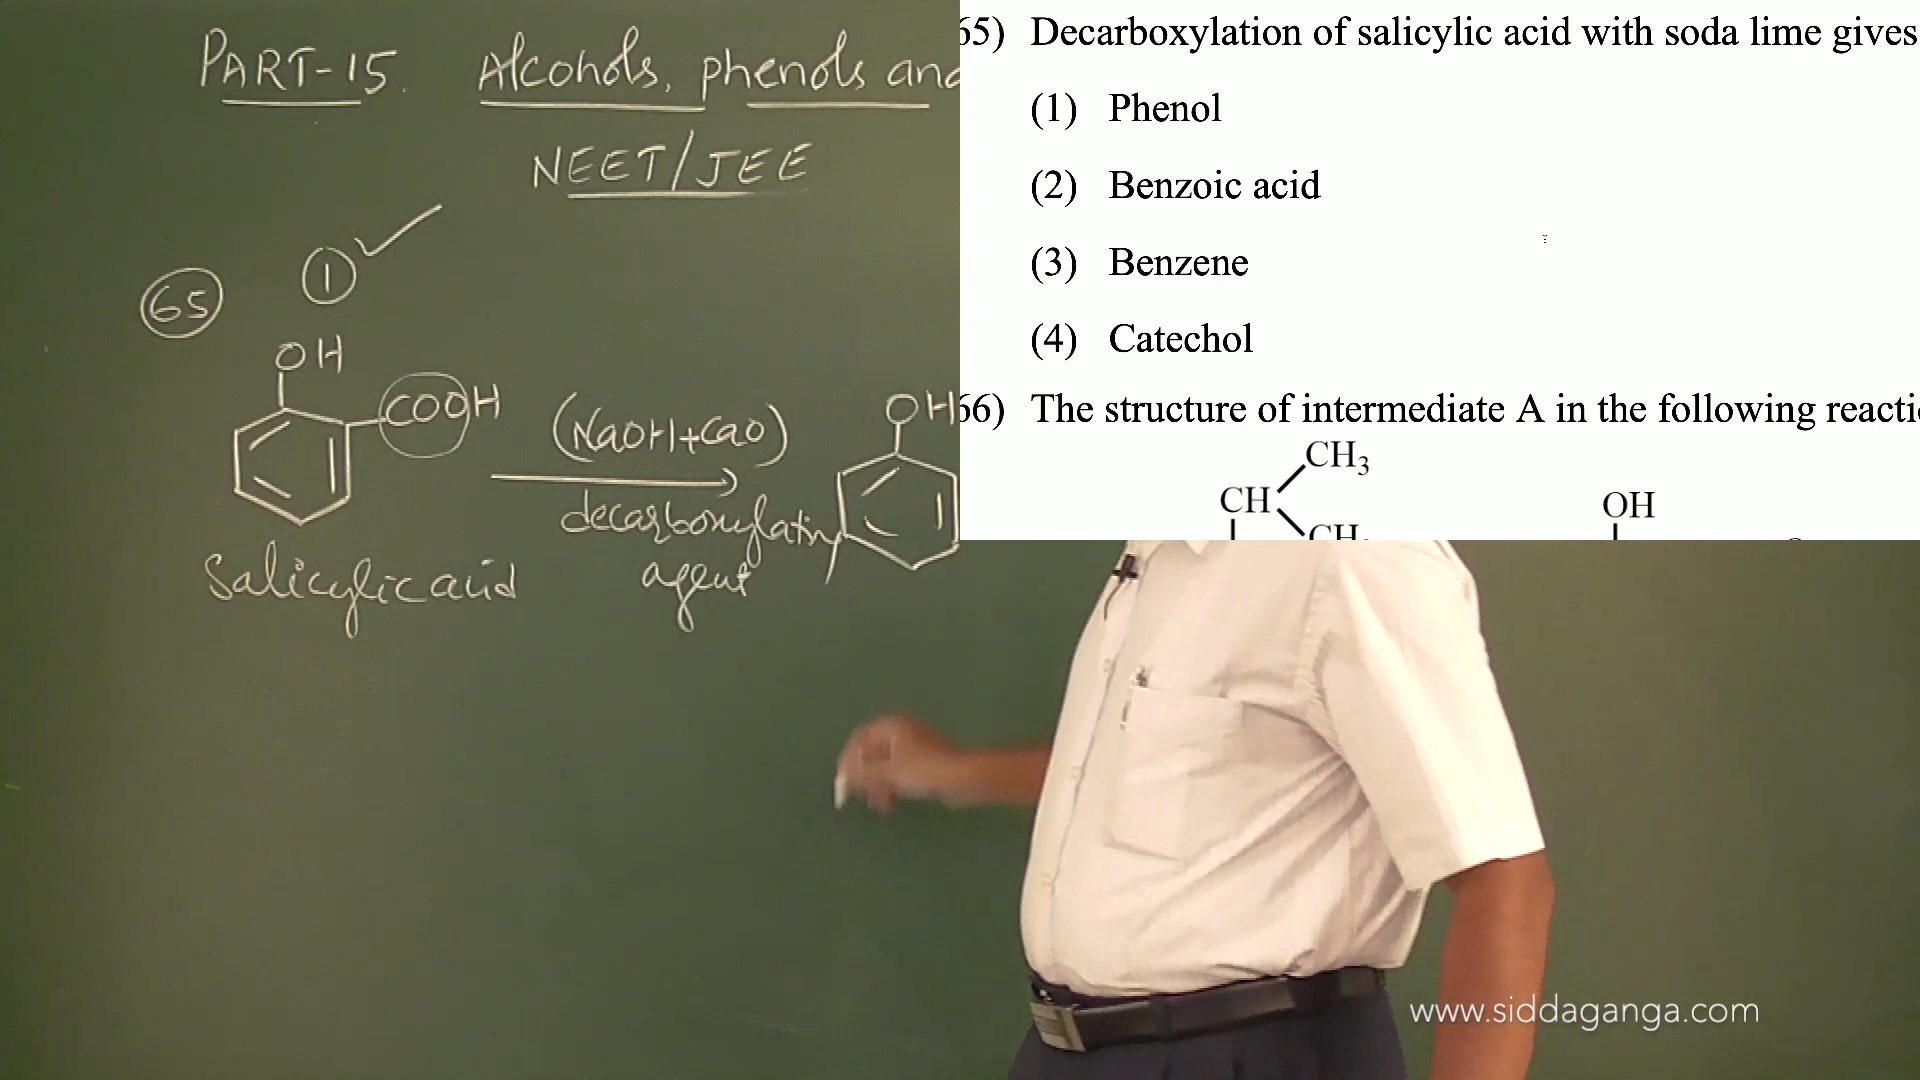 PART-15. Alcohols, phenols and
NEET/JEE
65 1
OH
COOH
(NaOH+CaO)
decarboxylating
agent
Salicylic acid
OH
65) Decarboxylation of salicylic acid with soda lime gives
(1) Phenol
(2) Benzoic acid
(3) Benzene
(4) Catechol
66) The structure of intermediate A in the following reacti
CH3
CH
OH
www.siddaganga.com